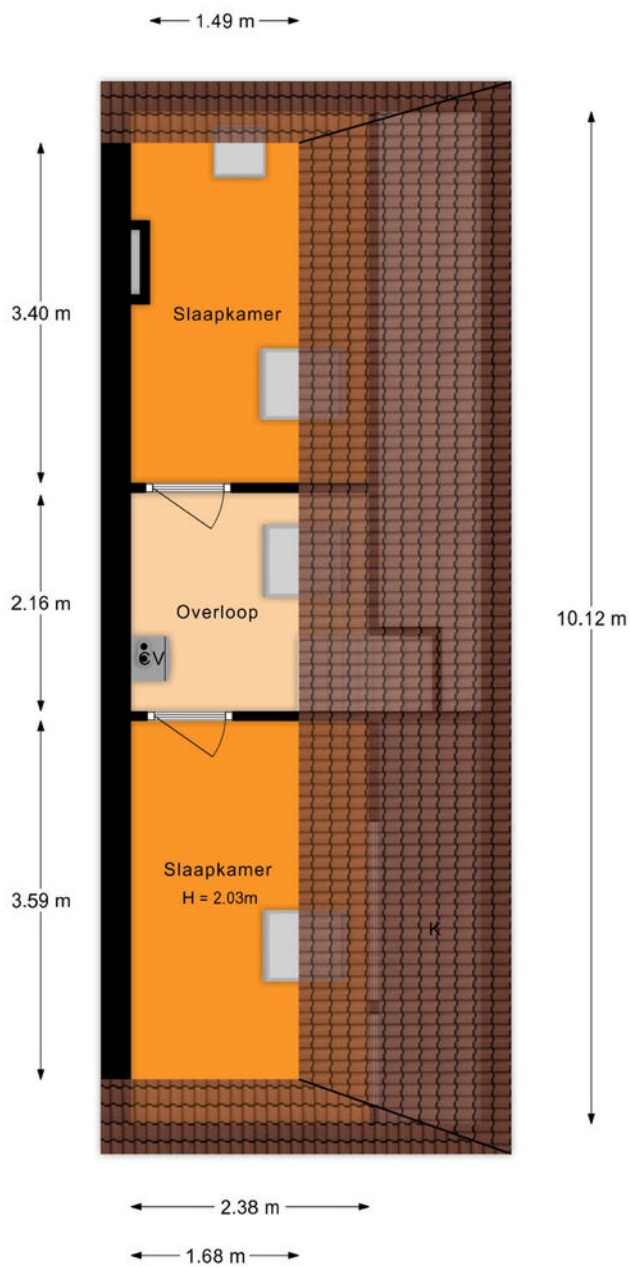 1.49 m
3.40 m
Slaapkamer
10.12 m
2.16 m
Overloop
CV
3.59 m
Slaapkamer
H = 2.03m
K
2.38 m
1.68 m